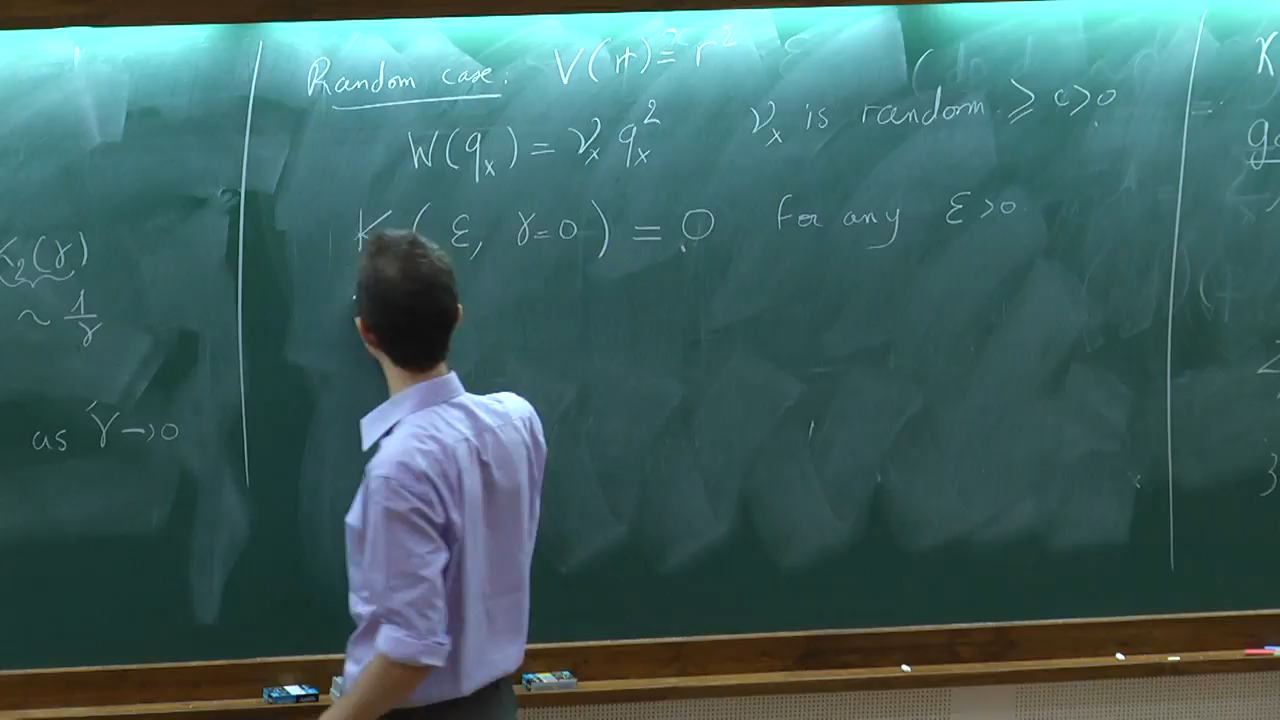 κ₂(γ)
~ 1/γ
as γ → 0
Random case: V(r) = r²
W(q_x) = ν_x q_x² ν_x is random ≥ c > 0
K(ε, γ=0) = 0 for any ε > 0